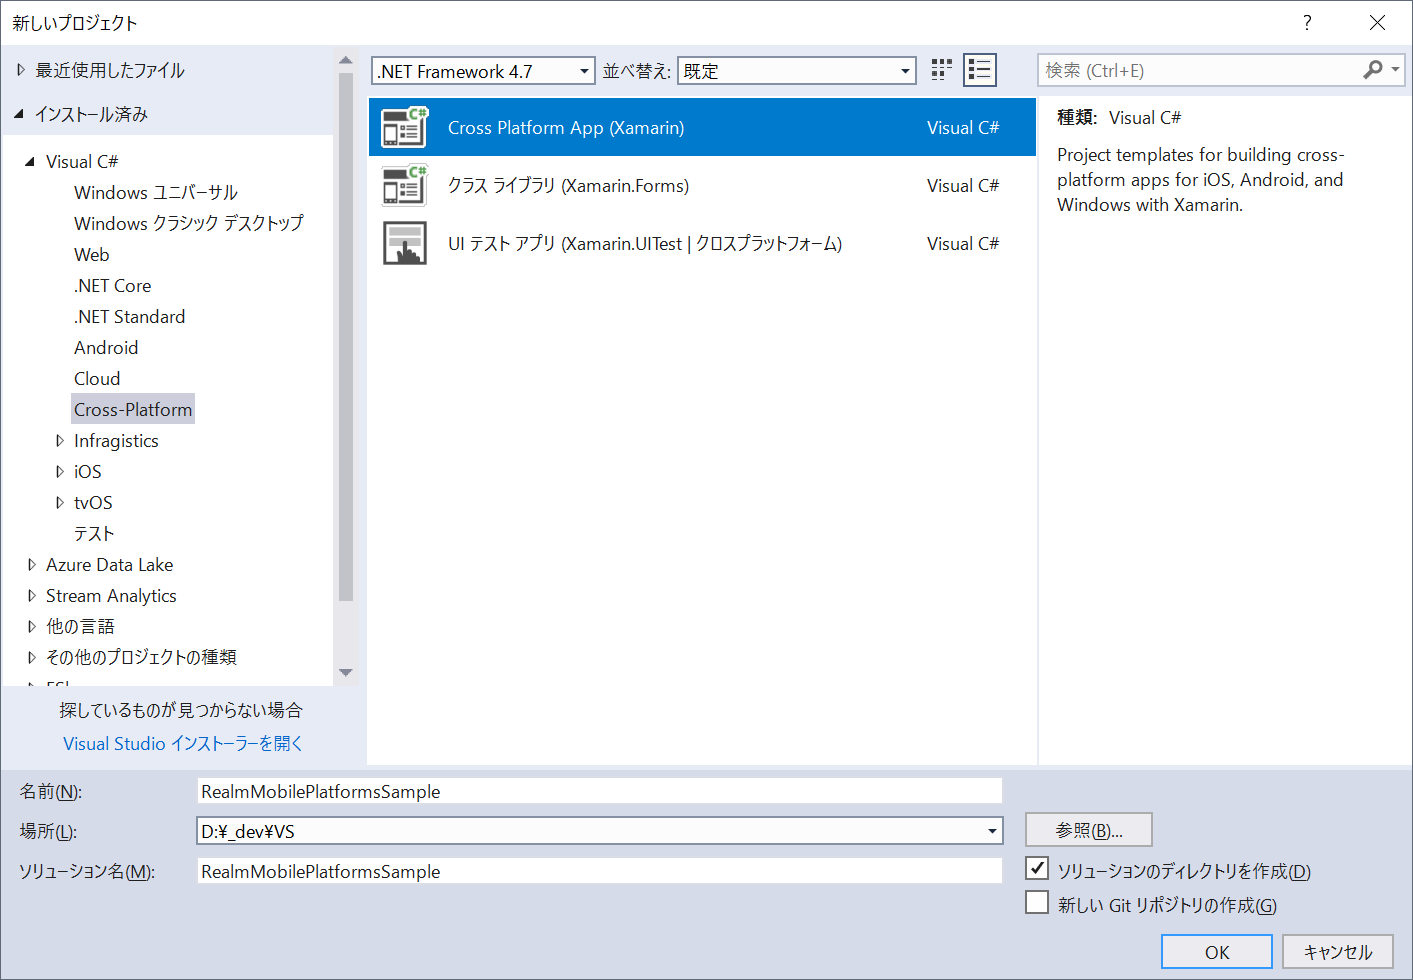 新しいプロジェクト
?
最近使用したファイル
インストール済み
Visual C#
Windows ユニバーサル
Windows クラシック デスクトップ
Web
.NET Core
.NET Standard
Android
Cloud
Cross-Platform
Infragistics
iOS
tvOS
テスト
Azure Data Lake
Stream Analytics
他の言語
その他のプロジェクトの種類
探しているものが見つからない場合
Visual Studio インストーラーを開く
.NET Framework 4.7
並べ替え:
既定
検索 (Ctrl+E)
Cross Platform App (Xamarin) Visual C#
クラス ライブラリ (Xamarin.Forms) Visual C#
UI テスト アプリ (Xamarin.UITest | クロスプラットフォーム) Visual C#
種類: Visual C#
Project templates for building cross-
platform apps for iOS, Android, and
Windows with Xamarin.
名前(N): RealmMobilePlatformsSample
場所(L): D:¥_dev¥VS
参照(B)...
ソリューション名(M): RealmMobilePlatformsSample
ソリューションのディレクトリを作成(D)
新しい Git リポジトリの作成(G)
OK
キャンセル